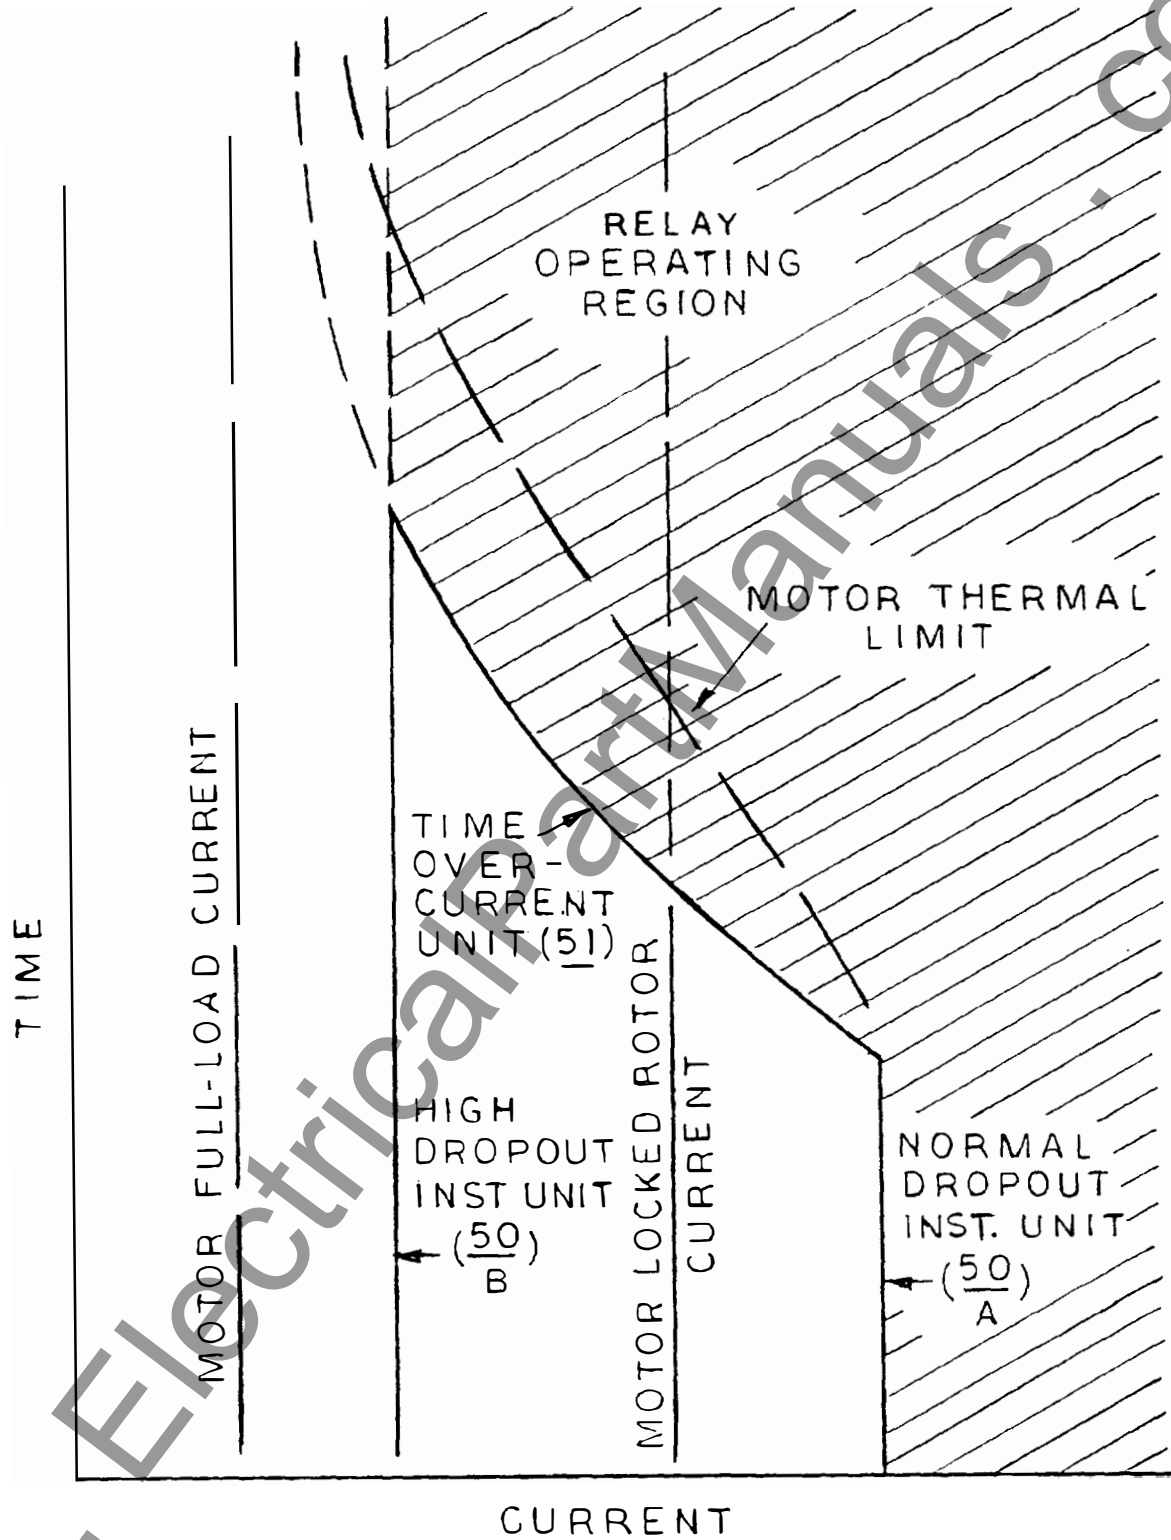 RELAY
OPERATING
REGION
MOTOR THERMAL
LIMIT
TIME
OVER-
CURRENT
UNIT (51)
HIGH
DROPOUT
INST UNIT
(50/B)
NORMAL
DROPOUT
INST. UNIT
(50/A)
MOTOR FULL-LOAD CURRENT
MOTOR LOCKED ROTOR
CURRENT
TIME
CURRENT
ElectricalPartManuals . co